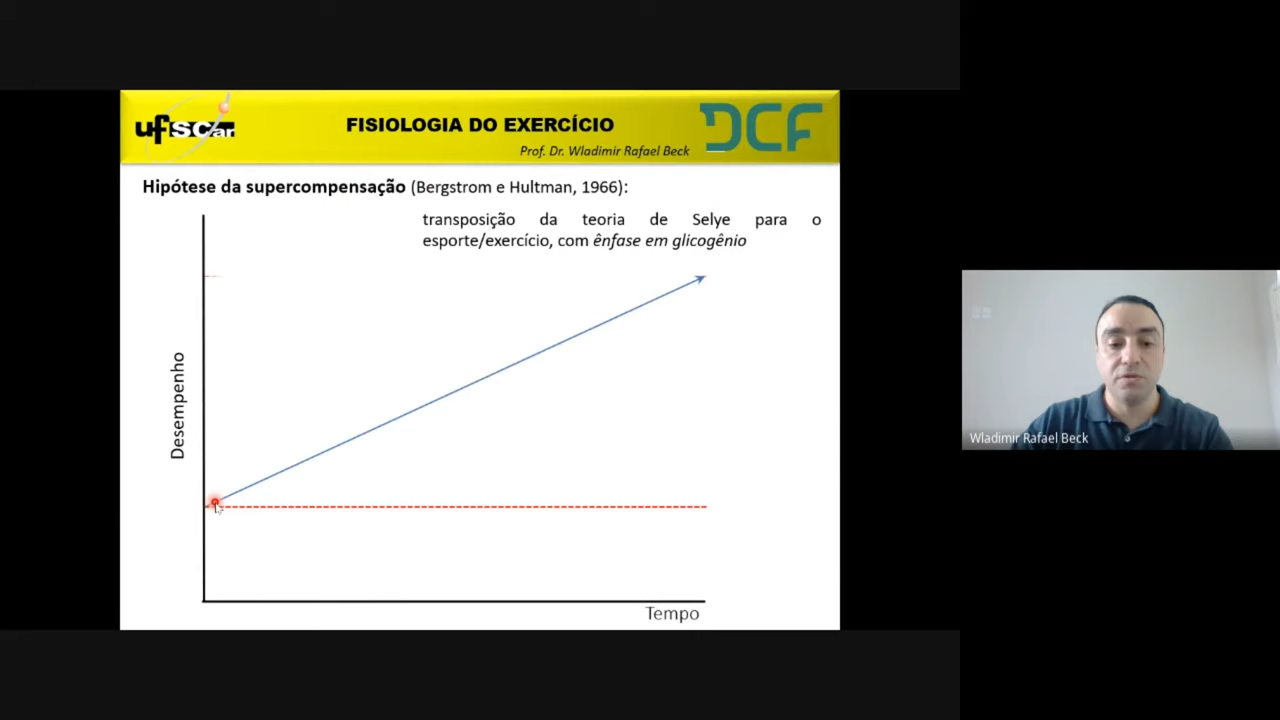 ufscar
FISIOLOGIA DO EXERCÍCIO
DCF
Prof. Dr. Wladimir Rafael Beck
Hipótese da supercompensação (Bergstrom e Hultman, 1966):
transposição da teoria de Selye para o
esporte/exercício, com ênfase em glicogênio
Desempenho
Tempo
Wladimir Rafael Beck